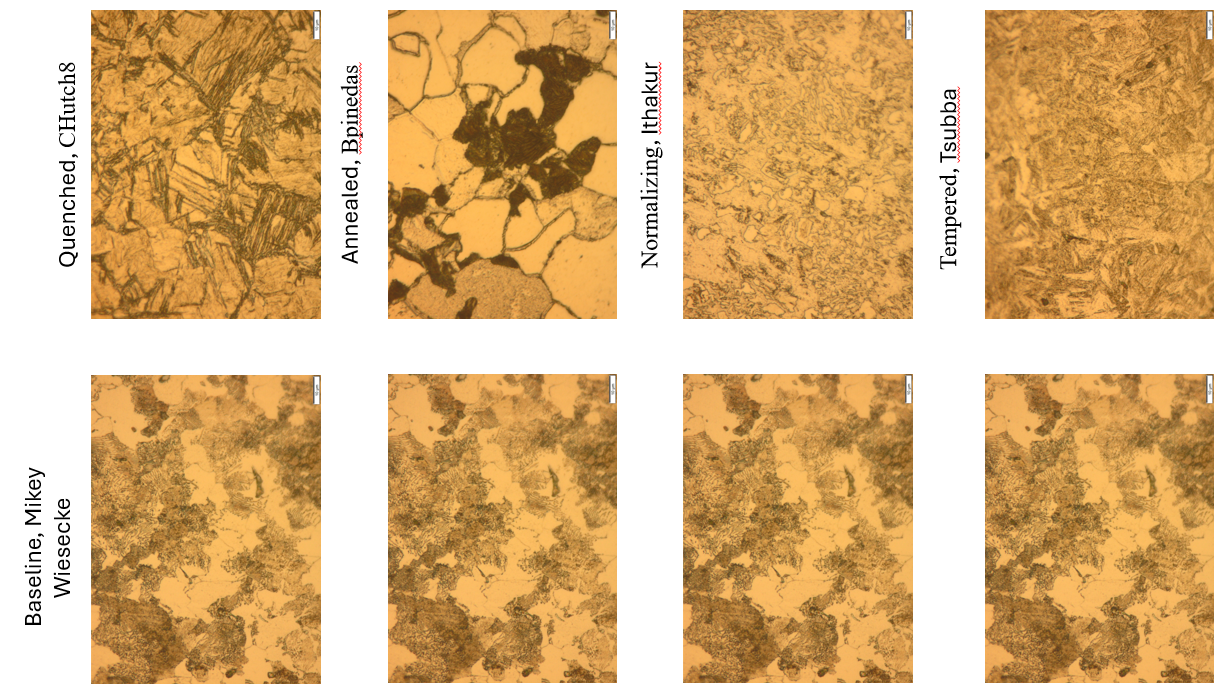 Quenched, CHutch8
Annealed, Bpinedas
Normalizing, Ithakur
Tempered, Tsubba
Baseline, Mikey
Wiesecke